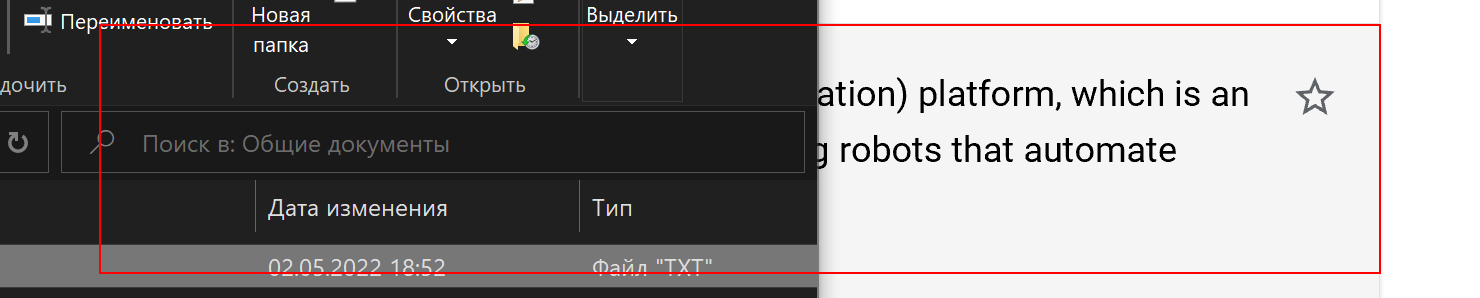 Переименовать
Новая
папка
Свойства
Выделить
дочить
Создать
Открыть
Поиск в: Общие документы
Дата изменения
Тип
02.05.2022 18:52
Файл "TXT"
ation) platform, which is an
g robots that automate